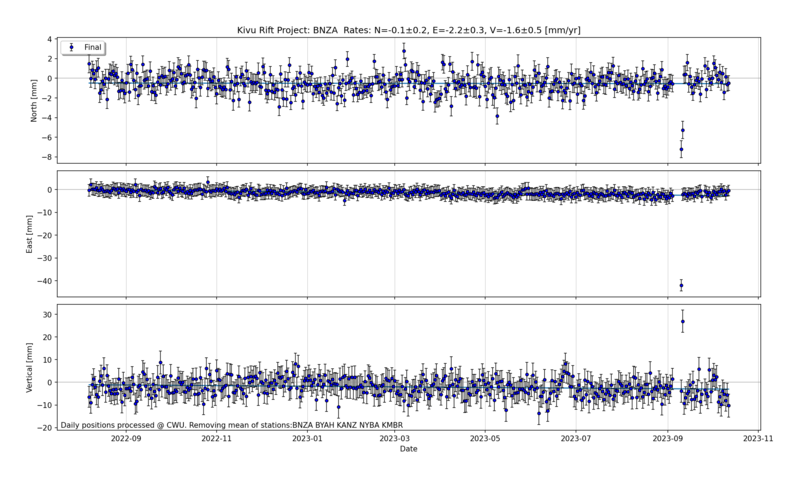 Kivu Rift Project: BNZA  Rates: N=-0.1±0.2, E=-2.2±0.3, V=-1.6±0.5 [mm/yr]
Final
4
2
0
−2
−4
−6
−8
North [mm]
0
−10
−20
−30
−40
East [mm]
30
20
10
0
−10
−20
Vertical [mm]
Daily positions processed @ CWU. Removing mean of stations:BNZA BYAH KANZ NYBA KMBR
2022-09 2022-11 2023-01 2023-03 2023-05 2023-07 2023-09 2023-11
Date